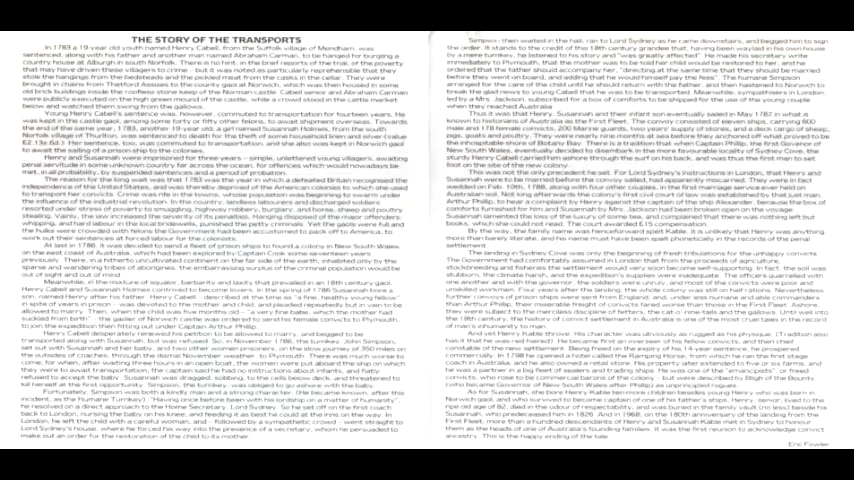 THE STORY OF THE TRANSPORTS
In 1783 a 19-year old youth named Henry Cabell, from the Suffolk village of Mendham, was
sentenced, along with his father and another man named Abraham Carman, to be hanged for burgling a
country house at Alburgh in south Norfolk. There is no hint, in the brief reports of the trial, of the poverty
that may have driven these villagers to crime - but it was noted as particularly reprehensible that they
stole the hangings from the bedsteads and the pickled meat from the casks in the cellar. They were
brought in chains from Thetford Assizes to the county gaol at Norwich, which was then housed in some
old brick buildings inside the roofless stone keep of the Norman castle. Cabell senior and Abraham Carman
were publicly executed on the high green mound of the castle, while a crowd stood in the cattle market
below and watched them swing from the gallows.
Young Henry Cabell's sentence was, however, commuted to transportation for fourteen years. He
was kept in the castle gaol, among some forty or fifty other felons, to await shipment overseas. Towards
the end of the same year, 1783, another 19-year old, a girl named Susannah Holmes, from the south
Norfolk village of Thurlton, was sentenced to death for the theft of some household linen and silver (value
£2.13s.6d.). Her sentence, too, was commuted to transportation, and she also was kept in Norwich gaol
to await the sailing of a prison ship to the colonies.
Henry and Susannah were imprisoned for three years - simple, unlettered young villagers, awaiting
penal servitude in some unknown country far across the ocean, for offences which would nowadays be
met, in all probability, by suspended sentences and a period of probation.
The reason for the long wait was that 1783 was the year in which a defeated Britain recognised the
independence of the United States, and was thereby deprived of the American colonies to which she used
to transport her convicts. Crime was rife in towns, whose population was beginning to swarm under
the influence of the industrial revolution. In the country, landless labourers and discharged soldiers
resorted under stress of poverty to smuggling, highway robbery, burglary, and horse, sheep and poultry
stealing. Vainly, the law increased the severity of its penalties. Hanging disposed of the major offenders,
whipping, and hard labour in the local bridewells, punished the petty criminals. Yet the gaols were full and
the hulks were crowded with felons the Government had been accustomed to pack off to America, to
work out their sentences at forced labour for the colonists.
At last in 1786, it was decided to send a fleet of prison ships to found a colony in New South Wales,
on the east coast of Australia, which had been explored by Captain Cook some seventeen years
previously. There, in a hitherto uncultivated continent on the far side of the earth, inhabited only by the
sparse and wandering tribes of aborigines, the embarrassing surplus of the criminal population would be
out of sight and out of mind.
Meanwhile, in the mixture of squalor, barbarity and laxity that prevailed in an 18th century gaol,
Henry Cabell and Susannah Holmes contrived to become lovers. In the spring of 1786 Susannah bore a
son, named Henry after his father. Henry Cabell - described at the time as "a fine, healthy young fellow"
in spite of years in prison - was devoted to the mother and child, and pleaded repeatedly but in vain to be
allowed to marry. Then, when the child was five months old - "a very fine babe, which the mother had
suckled from birth" - the gaoler of Norwich castle was ordered to send his female convicts to Plymouth,
to join the expedition then fitting out under Captain Arthur Phillip.
Henry Cabell desperately renewed his petition to be allowed to marry, and begged to be
transported along with Susannah, but was refused. So, in November 1786, the turnkey, John Simpson,
set out with Susannah and her baby, and two other women prisoners, on the slow journey of 350 miles on
the outsides of coaches, through the dismal November weather, to Plymouth. There was much worse to
come, for when, after waiting three hours in an open boat, the women were put aboard the ship on which
they were to await transportation, the captain said he had no instructions about infants, and flatly
refused to accept the baby. Susannah was dragged, sobbing, to the cells below deck, and threatened to
kill herself at the first opportunity. Simpson, the turnkey, was obliged to go ashore with the baby.
Fortunately, Simpson was both a kindly man and a strong character. (He became known, after this
incident, as the Humane Turnkey). "Having once before been with his lordship on a matter of humanity",
he resolved on a direct approach to the Home Secretary, Lord Sydney. So he set off on the first coach
back to London, nursing the baby on his knee, and feeding it as best he could at the inns on the way. In
London, he left the child with a careful woman, and - followed by a sympathetic crowd - went straight to
Lord Sydney's house, where he forced his way into the presence of a secretary, whom he persuaded to
make out an order for the restoration of the child to its mother.
Simpson then waited in the hall, ran to Lord Sydney as he came downstairs, and begged him to sign
the order. It stands to the credit of this 18th century grandee that, having been waylaid in his own house
by a mere turnkey, he listened to his story and "was greatly affected". He made his secretary write
immediately to Plymouth, that the mother was to be told her child would be restored to her, and he
ordered that the father should accompany her, "directing at the same time that they should be married
before they went on board, and adding that he would himself pay the fees". The humane Simpson
arranged for the care of the child until he should return with the father, and then hastened to Norwich to
break the glad news to young Cabell that he was to be transported. Meanwhile, sympathisers in London,
led by a Mrs. Jackson, subscribed for a box of comforts to be shipped for the use of the young couple
when they reached Australia.
Thus it was that Henry, Susannah and their infant son eventually sailed in May 1787 in what is
known to historians of Australia as the First Fleet. The convoy consisted of eleven ships, carrying 600
male and 178 female convicts, 200 Marine guards, two years' supply of stores, and a deck cargo of sheep,
pigs, goats and poultry. They were nearly nine months at sea before they anchored off what proved to be
the inhospitable shore of Botany Bay. There is a tradition that when Captain Phillip, the first Governor of
New South Wales, eventually decided to disembark in the more favourable locality of Sydney Cove, the
sturdy Henry Cabell carried him ashore through the surf on his back, and was thus the first man to set
foot on the site of the new colony.
This was not the only precedent he set. For Lord Sydney's instructions in London, that Henry and
Susannah were to be married before the convoy sailed, had apparently miscarried. They were in fact
wedded on Feb. 10th, 1788, along with four other couples, in the first marriage service ever held on
Australian soil. Not long afterwards the colony's first civil court of law was established by that just man,
Arthur Phillip, to hear a complaint by Henry against the captain of the ship Alexander, because the box of
comforts furnished for him and Susannah by Mrs. Jackson had been broken open on the voyage.
Susannah lamented the loss of the luxury of some tea, and complained that there was nothing left but
books, which she could not read. The court awarded £15 compensation.
By the way, the family name was henceforward spelt Kable. It is unlikely that Henry was anything
more than barely literate, and his name must have been spelt phonetically in the records of the penal
settlement.
The landing in Sydney Cove was only the beginning of fresh tribulations for the unhappy convicts.
The Government had comfortably assumed in London that from the proceeds of agriculture,
stockbreeding and fisheries the settlement would very soon become self-supporting. In fact, the soil was
stubborn, the climate harsh, and the expedition's supplies were inadequate. The officers quarrelled with
one another and with the governor, the soldiers were unruly, and most of the convicts were poor and
unskilled workmen. Four years after the landing, the whole colony was still on half rations. Nevertheless
further convoys of prison ships were sent from England, and, under less humane and able commanders
than Arthur Phillip, their miserable freight of convicts fared worse than those in the First Fleet. Ashore,
they were subject to the merciless discipline of fetters, the cat o' nine-tails and the gallows. Until well into
the 19th century, the history of convict settlement in Australia is one of the most cruel tales in the record
of man's inhumanity to man.
And yet Henry Kable throve. His character was obviously as rugged as his physique. (Tradition also
has it that he was red haired). He became first an overseer of his fellow convicts, and then chief
constable of the new settlement. Being freed on the expiry of his 14-year sentence, he prospered
commercially. In 1798 he opened a hotel called the Ramping Horse, from which he ran the first stage
coach in Australia, and he also owned a retail store. His property after extended to five or six farms, and
he was a partner in a big fleet of sealers and trading ships. He was one of the "emancipists", or freed
convicts, who rose to be commercial barons of the colony - but were described by Bligh of the Bounty
(who became Governor of New South Wales after Phillip) as unprincipled rogues.
As for Susannah, she bore Henry Kable ten more children besides young Henry who was born in
Norwich gaol, and who survived to become captain of one of his father's ships. Henry, senior, lived to the
ripe old age of 82, died in the odour of respectability, and was buried in the family vault (no less) beside his
Susannah, who predeceased him in 1825. And in 1968, on the 180th anniversary of the landing from the
First Fleet, more than a hundred descendants of Henry and Susannah Kable met in Sydney to honour
them as the heads of one of Australia's founding families. It was the first reunion to acknowledge convict
ancestry. This is the happy ending of the tale.
Eric Fowler